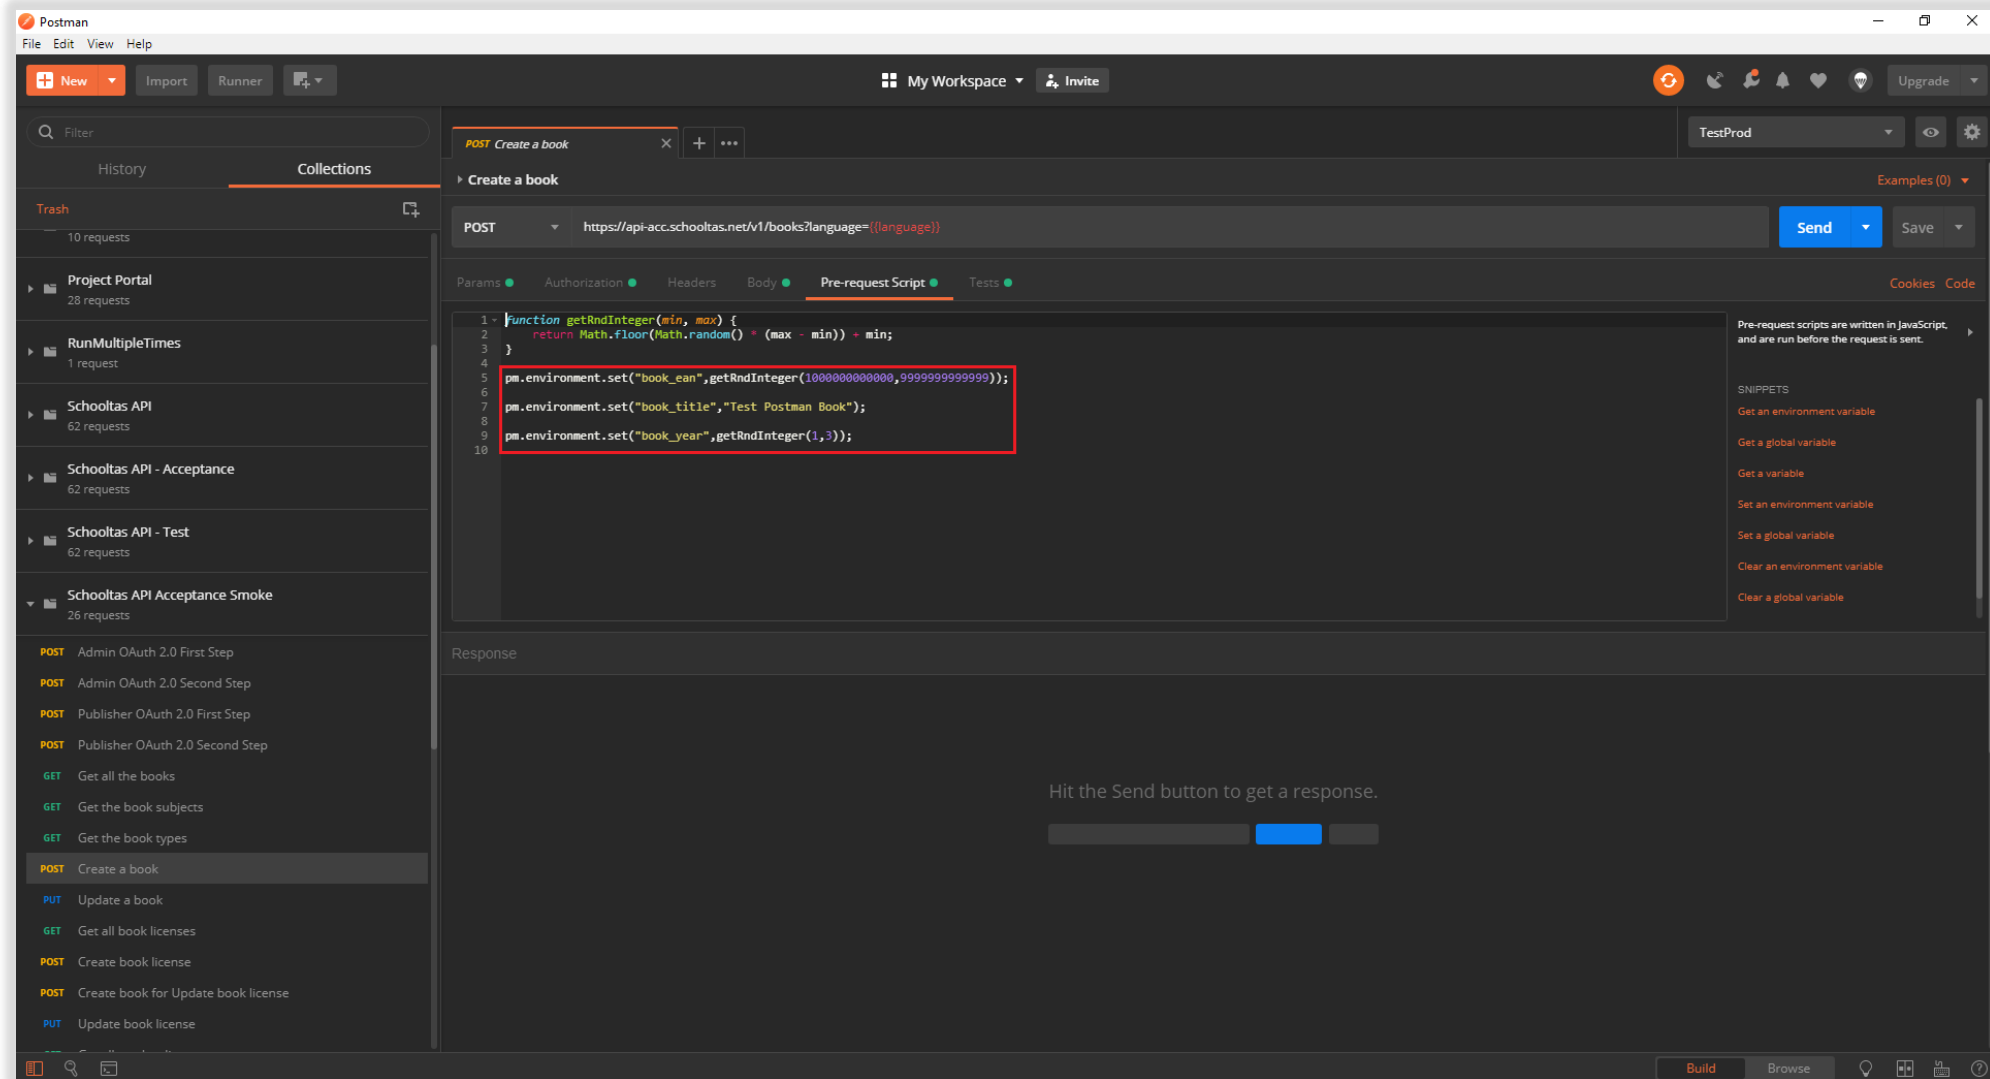 Postman
File Edit View Help
New Import Runner My Workspace Invite Upgrade
Filter
History Collections
Trash
10 requests
Project Portal
28 requests
RunMultipleTimes
1 request
Schooltas API
62 requests
Schooltas API - Acceptance
62 requests
Schooltas API - Test
62 requests
Schooltas API Acceptance Smoke
26 requests
POST Admin OAuth 2.0 First Step
POST Admin OAuth 2.0 Second Step
POST Publisher OAuth 2.0 First Step
POST Publisher OAuth 2.0 Second Step
GET Get all the books
GET Get the book subjects
GET Get the book types
POST Create a book
PUT Update a book
GET Get all book licenses
POST Create book license
POST Create book for Update book license
PUT Update book license
POST Create a book
TestProd
Create a book
Examples (0)
POST https://api-acc.schooltas.net/v1/books?language={{language}} Send Save
Params Authorization Headers Body Pre-request Script Tests Cookies Code
1 function getRndInteger(min, max) {
2 return Math.floor(Math.random() * (max - min)) + min;
3 }
4
5 pm.environment.set("book_ean",getRndInteger(1000000000000,9999999999999));
6
7 pm.environment.set("book_title","Test Postman Book");
8
9 pm.environment.set("book_year",getRndInteger(1,3));
10
Pre-request scripts are written in JavaScript,
and are run before the request is sent.
SNIPPETS
Get an environment variable
Get a global variable
Get a variable
Set an environment variable
Set a global variable
Clear an environment variable
Clear a global variable
Response
Hit the Send button to get a response.
Build Browse